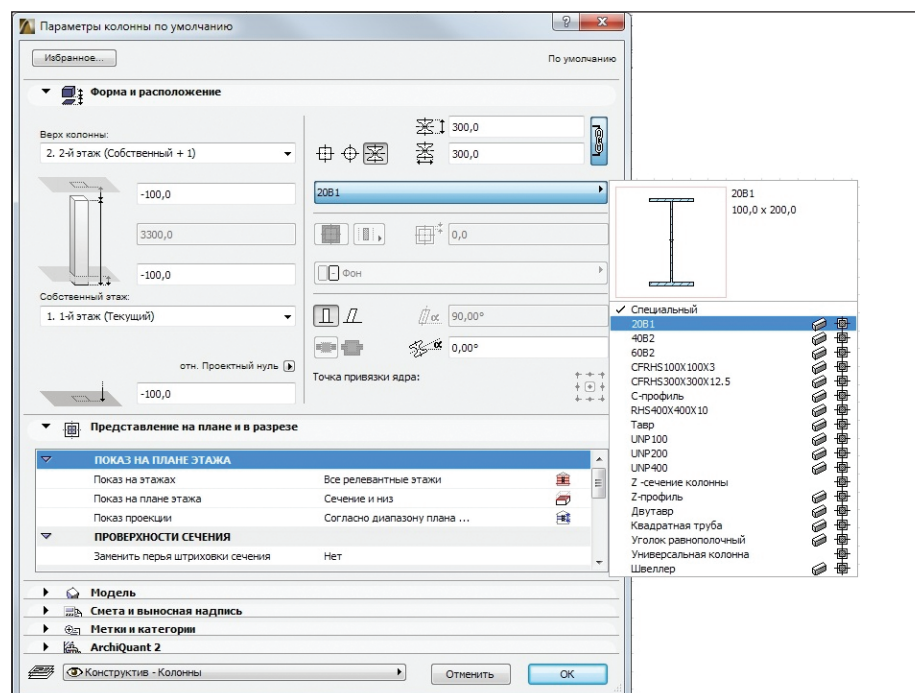 Параметры колонны по умолчанию
Избранное...
По умолчанию
Форма и расположение
Верх колонны:
2. 2-й этаж (Собственный + 1)
-100,0
3300,0
-100,0
Собственный этаж:
1. 1-й этаж (Текущий)
отн. Проектный нуль
-100,0
300,0
300,0
20B1
0,0
Фон
α 90,00°
α 0,00°
Точка привязки ядра:
20B1
100,0 x 200,0
Специальный
20B1
40B2
60B2
CFRHS100X100X3
CFRHS300X300X12.5
C-профиль
RHS400X400X10
Тавр
UNP100
UNP200
UNP400
Z -сечение колонны
Z-профиль
Двутавр
Квадратная труба
Уголок равнополочный
Универсальная колонна
Швеллер
Представление на плане и в разрезе
ПОКАЗ НА ПЛАНЕ ЭТАЖА
Показ на этажах Все релевантные этажи
Показ на плане этажа Сечение и низ
Показ проекции Согласно диапазону плана ...
ПРОВЕРХНОСТИ СЕЧЕНИЯ
Заменить перья штриховки сечения Нет
Модель
Смета и выносная надпись
Метки и категории
ArchiQuant 2
Конструктив - Колонны
Отменить
OK